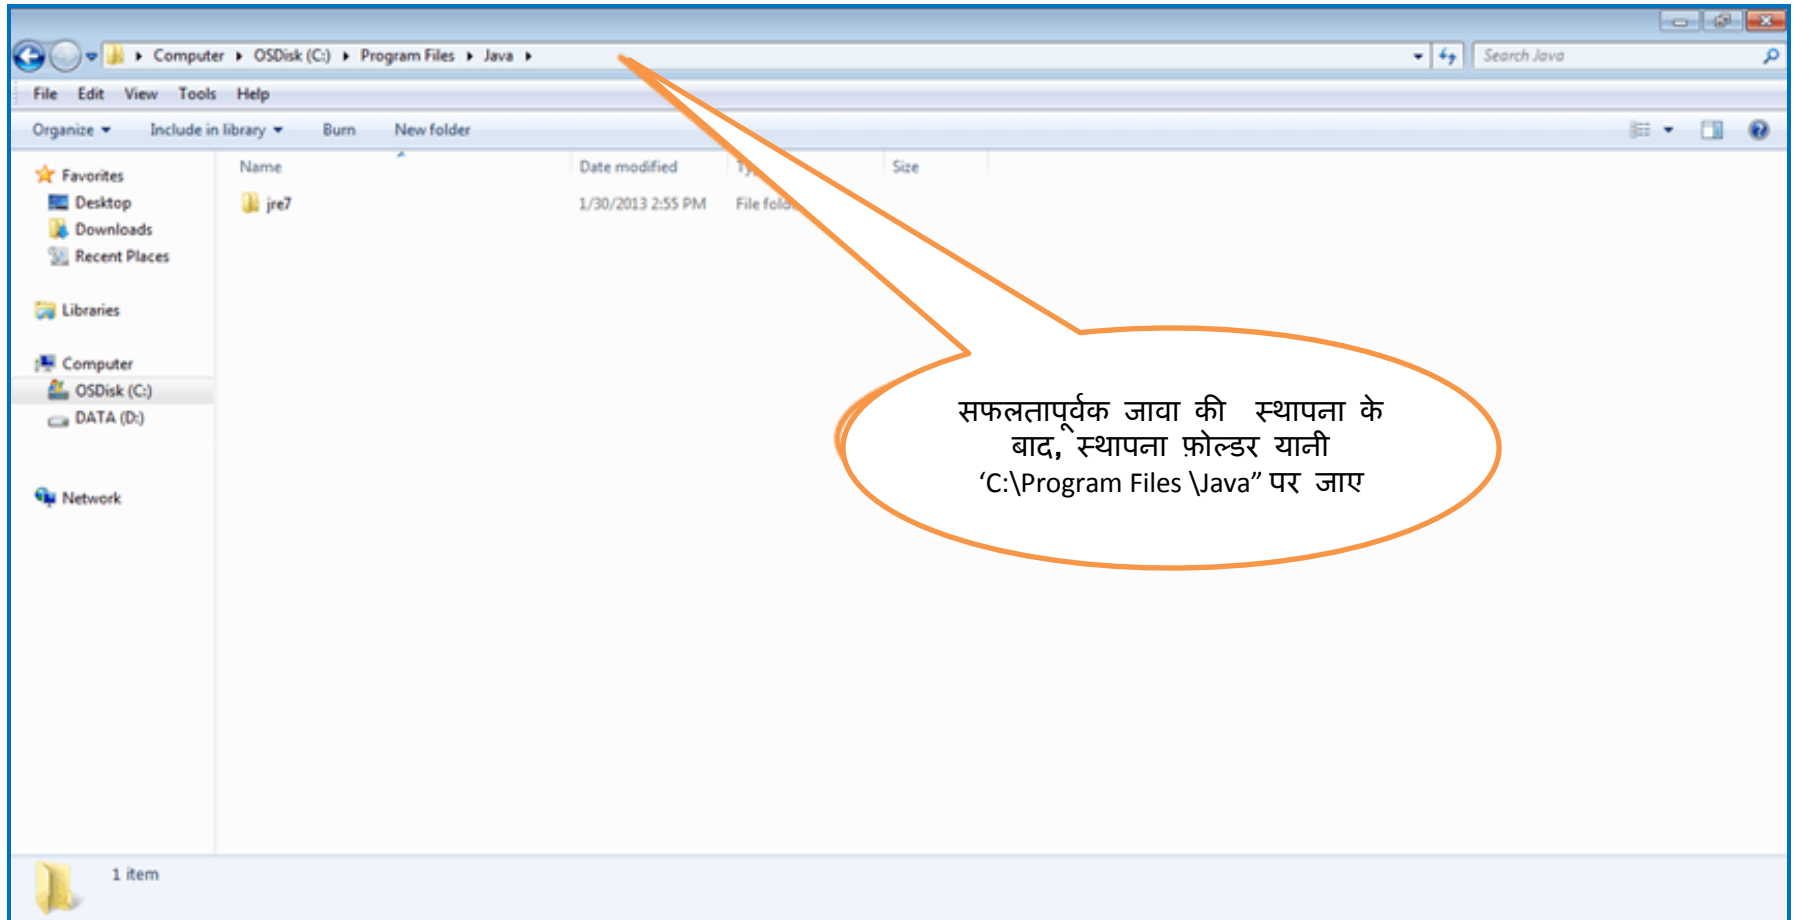 Computer ▸ OSDisk (C:) ▸ Program Files ▸ Java ▸
Search Java
File Edit View Tools Help
Organize Include in library Burn New folder
Name Date modified Size
jre7 1/30/2013 2:55 PM
Favorites
Desktop
Downloads
Recent Places
Libraries
Computer
OSDisk (C:)
DATA (D:)
Network
सफलतापूर्वक जावा की स्थापना के
बाद, स्थापना फ़ोल्डर यानी
‘C:\Program Files \Java” पर जाए
1 item